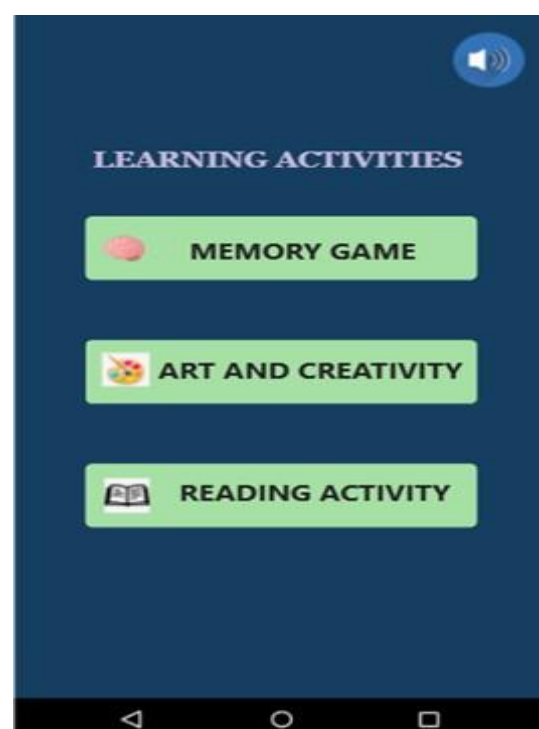 LEARNING ACTIVITIES
MEMORY GAME
ART AND CREATIVITY
READING ACTIVITY